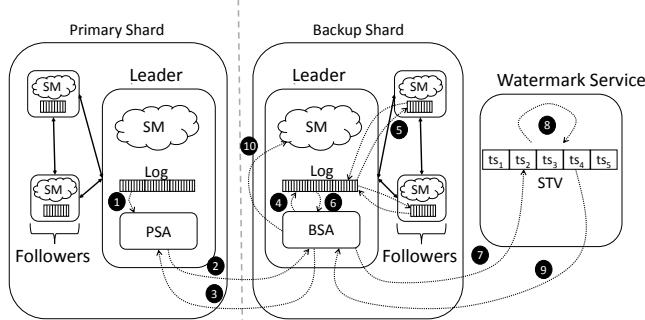 Primary Shard
Backup Shard
Leader
Leader
Watermark Service
SM
SM
SM
SM
SM
SM
10
5
8
ts1 ts2 ts3 ts4 ts5
STV
Log
Log
1
4
6
PSA
BSA
Followers
Followers
2
3
7
9